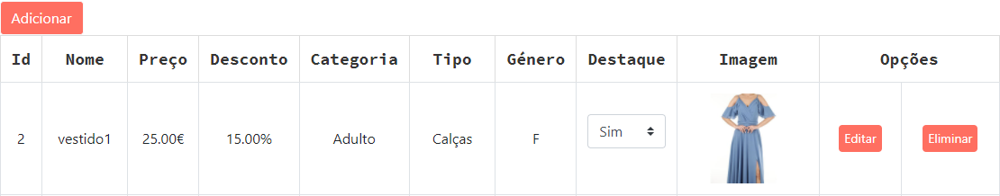 Adicionar
Id Nome Preço Desconto Categoria Tipo Género Destaque Imagem Opções
2 vestido1 25.00€ 15.00% Adulto Calças F Sim Editar Eliminar